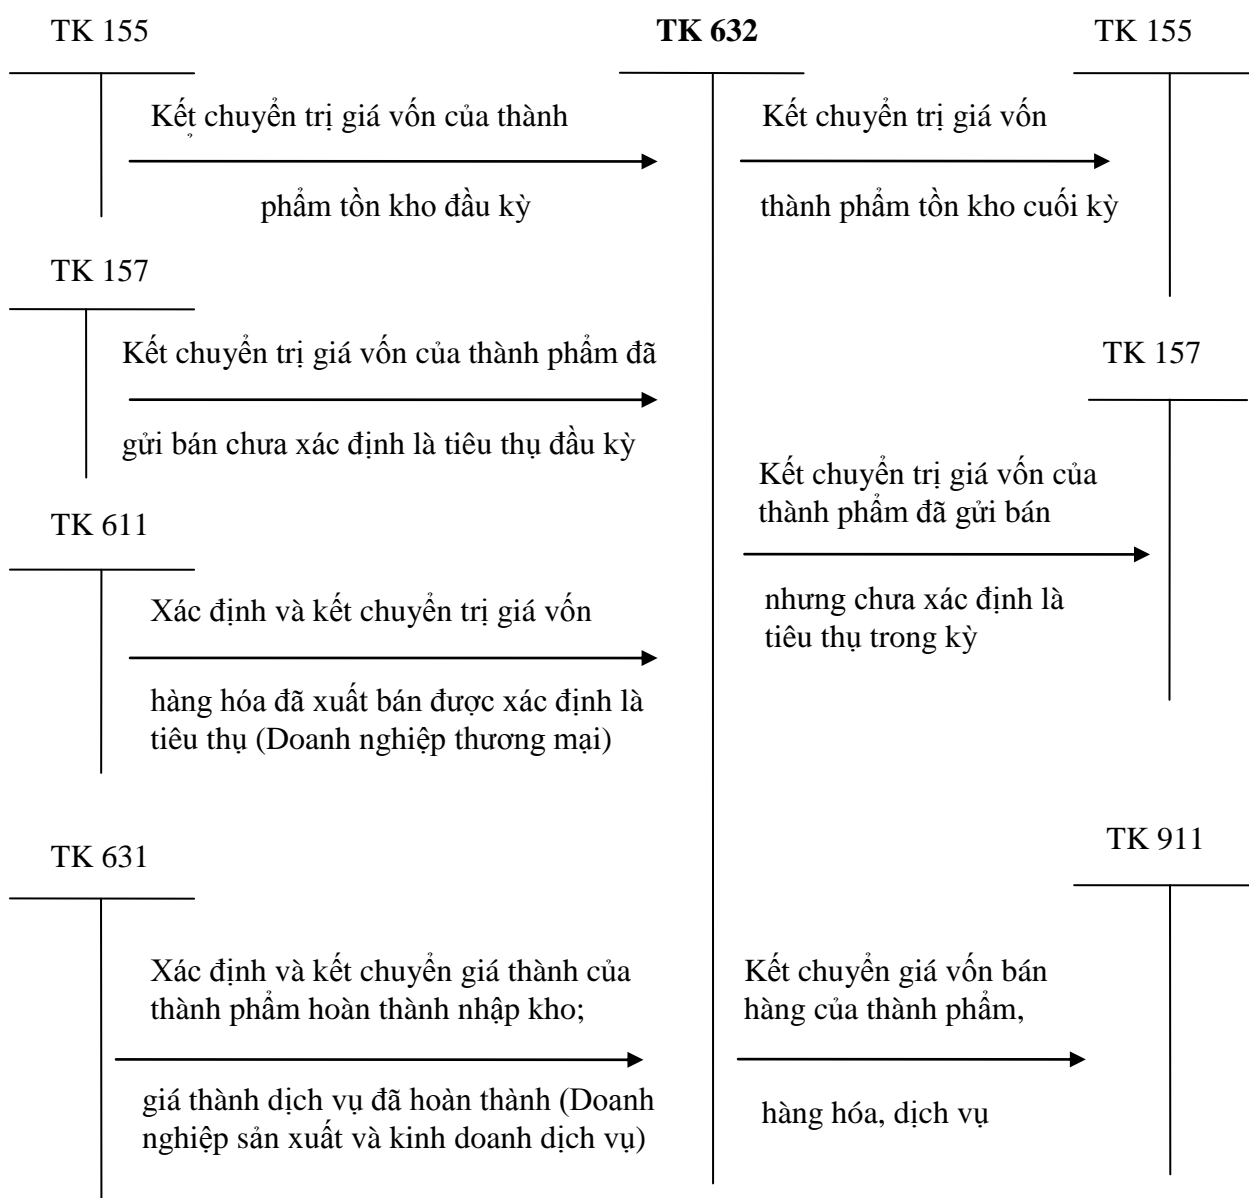 TK 155
TK 632
TK 155
Kết chuyển trị giá vốn của thành
phẩm tồn kho đầu kỳ
Kết chuyển trị giá vốn
thành phẩm tồn kho cuối kỳ
TK 157
Kết chuyển trị giá vốn của thành phẩm đã
gửi bán chưa xác định là tiêu thụ đầu kỳ
TK 157
Kết chuyển trị giá vốn của
thành phẩm đã gửi bán
nhưng chưa xác định là
tiêu thụ trong kỳ
TK 611
Xác định và kết chuyển trị giá vốn
hàng hóa đã xuất bán được xác định là
tiêu thụ (Doanh nghiệp thương mại)
TK 631
Xác định và kết chuyển giá thành của
thành phẩm hoàn thành nhập kho;
giá thành dịch vụ đã hoàn thành (Doanh
nghiệp sản xuất và kinh doanh dịch vụ)
TK 911
Kết chuyển giá vốn bán
hàng của thành phẩm,
hàng hóa, dịch vụ